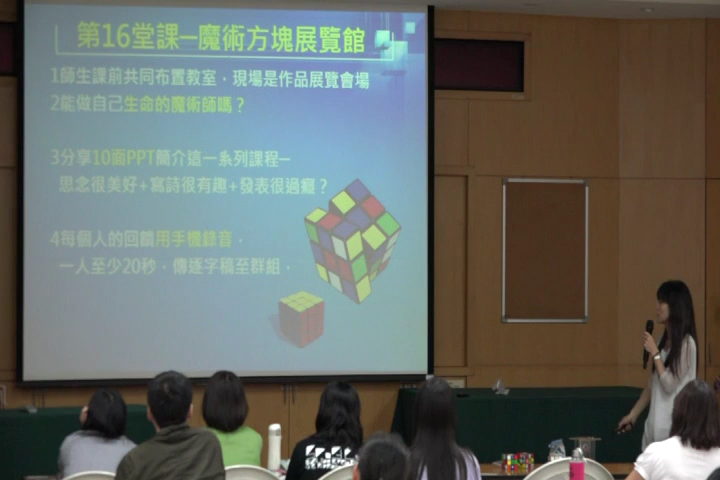 第16堂課─魔術方塊展覽館
1師生課前共同布置教室，現場是作品展覽會場
2能做自己生命的魔術師嗎？
3分享10面PPT簡介這一系列課程─
思念很美好+寫詩很有趣+發表很過癮？
4每個人的回饋用手機錄音，
一人至少20秒，傳逐字稿至群組，